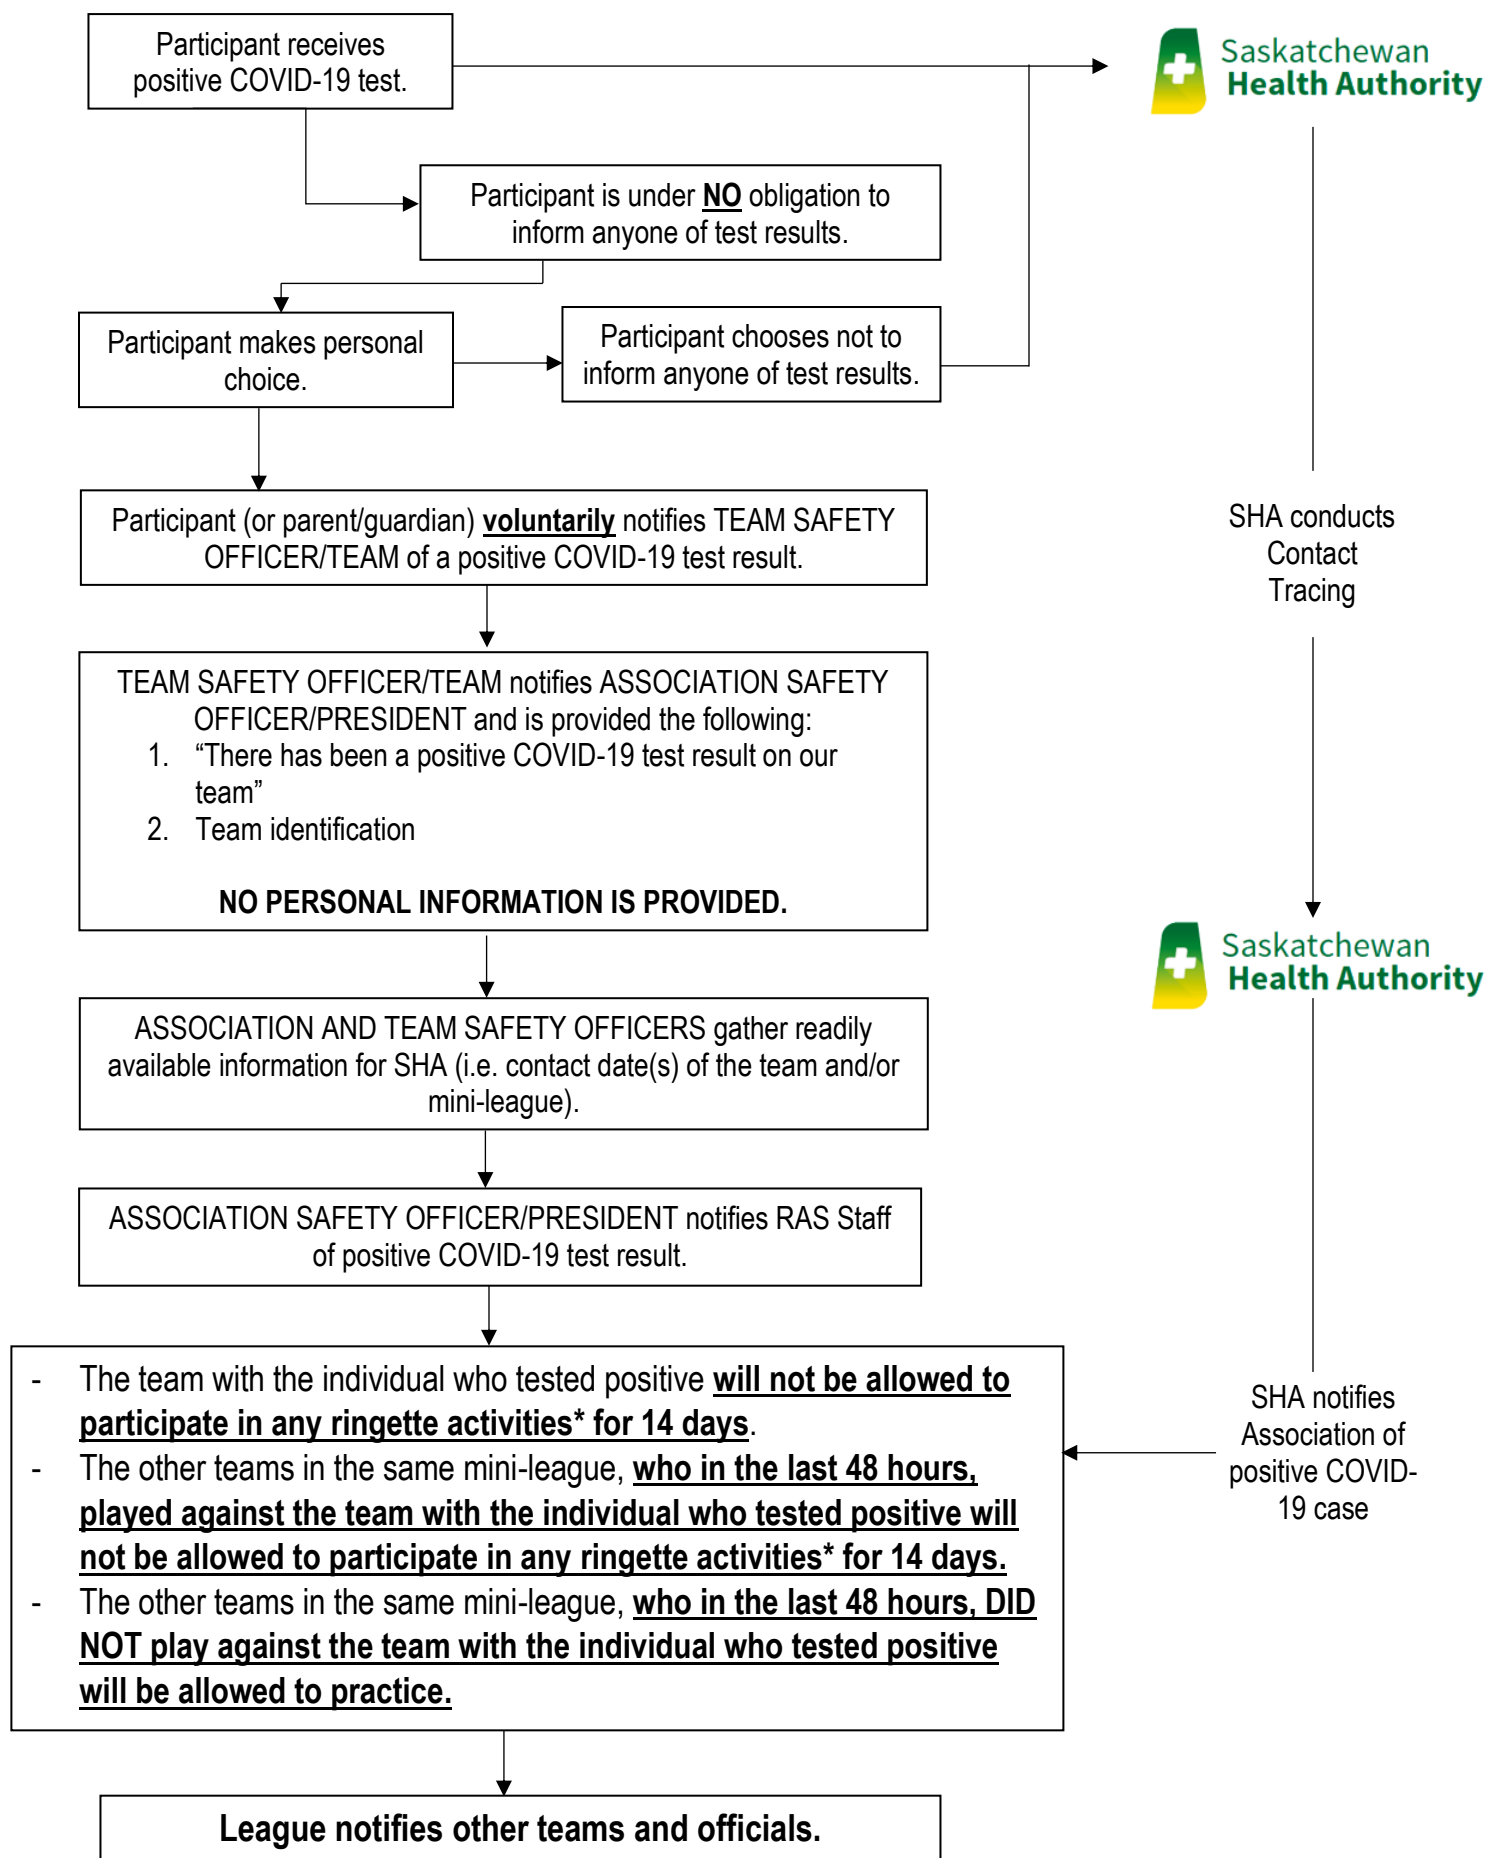 Participant receives
positive COVID-19 test.
Saskatchewan
Health Authority
Participant is under NO obligation to
inform anyone of test results.
Participant makes personal
choice.
Participant chooses not to
inform anyone of test results.
Participant (or parent/guardian) voluntarily notifies TEAM SAFETY
OFFICER/TEAM of a positive COVID-19 test result.
SHA conducts
Contact
Tracing
TEAM SAFETY OFFICER/TEAM notifies ASSOCIATION SAFETY
OFFICER/PRESIDENT and is provided the following:
1. “There has been a positive COVID-19 test result on our
team”
2. Team identification
NO PERSONAL INFORMATION IS PROVIDED.
Saskatchewan
Health Authority
ASSOCIATION AND TEAM SAFETY OFFICERS gather readily
available information for SHA (i.e. contact date(s) of the team and/or
mini-league).
ASSOCIATION SAFETY OFFICER/PRESIDENT notifies RAS Staff
of positive COVID-19 test result.
- The team with the individual who tested positive will not be allowed to
participate in any ringette activities* for 14 days.
- The other teams in the same mini-league, who in the last 48 hours,
played against the team with the individual who tested positive will
not be allowed to participate in any ringette activities* for 14 days.
- The other teams in the same mini-league, who in the last 48 hours, DID
NOT play against the team with the individual who tested positive
will be allowed to practice.
SHA notifies
Association of
positive COVID-
19 case
League notifies other teams and officials.